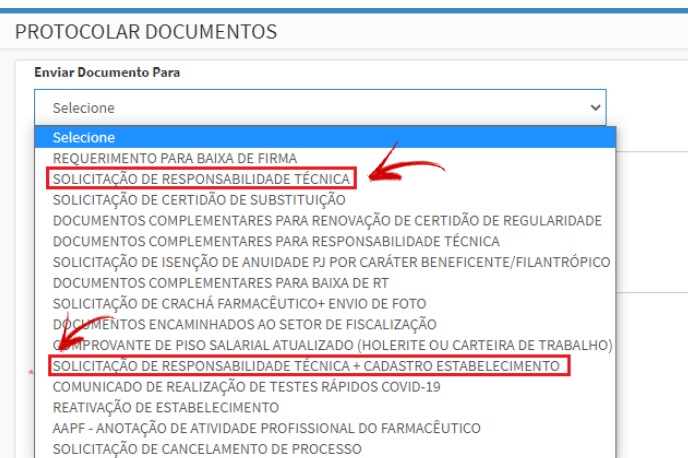 PROTOCOLAR DOCUMENTOS
Enviar Documento Para
Selecione
Selecione
REQUERIMENTO PARA BAIXA DE FIRMA
SOLICITAÇÃO DE RESPONSABILIDADE TÉCNICA
SOLICITAÇÃO DE CERTIDÃO DE SUBSTITUIÇÃO
DOCUMENTOS COMPLEMENTARES PARA RENOVAÇÃO DE CERTIDÃO DE REGULARIDADE
DOCUMENTOS COMPLEMENTARES PARA RESPONSABILIDADE TÉCNICA
SOLICITAÇÃO DE ISENÇÃO DE ANUIDADE PJ POR CARÁTER BENEFICENTE/FILANTRÓPICO
DOCUMENTOS COMPLEMENTARES PARA BAIXA DE RT
SOLICITAÇÃO DE CRACHÁ FARMACÊUTICO+ ENVIO DE FOTO
DOCUMENTOS ENCAMINHADOS AO SETOR DE FISCALIZAÇÃO
COMPROVANTE DE PISO SALARIAL ATUALIZADO (HOLERITE OU CARTEIRA DE TRABALHO)
* SOLICITAÇÃO DE RESPONSABILIDADE TÉCNICA + CADASTRO ESTABELECIMENTO
COMUNICADO DE REALIZAÇÃO DE TESTES RÁPIDOS COVID-19
REATIVAÇÃO DE ESTABELECIMENTO
AAPF - ANOTAÇÃO DE ATIVIDADE PROFISSIONAL DO FARMACÊUTICO
SOLICITAÇÃO DE CANCELAMENTO DE PROCESSO